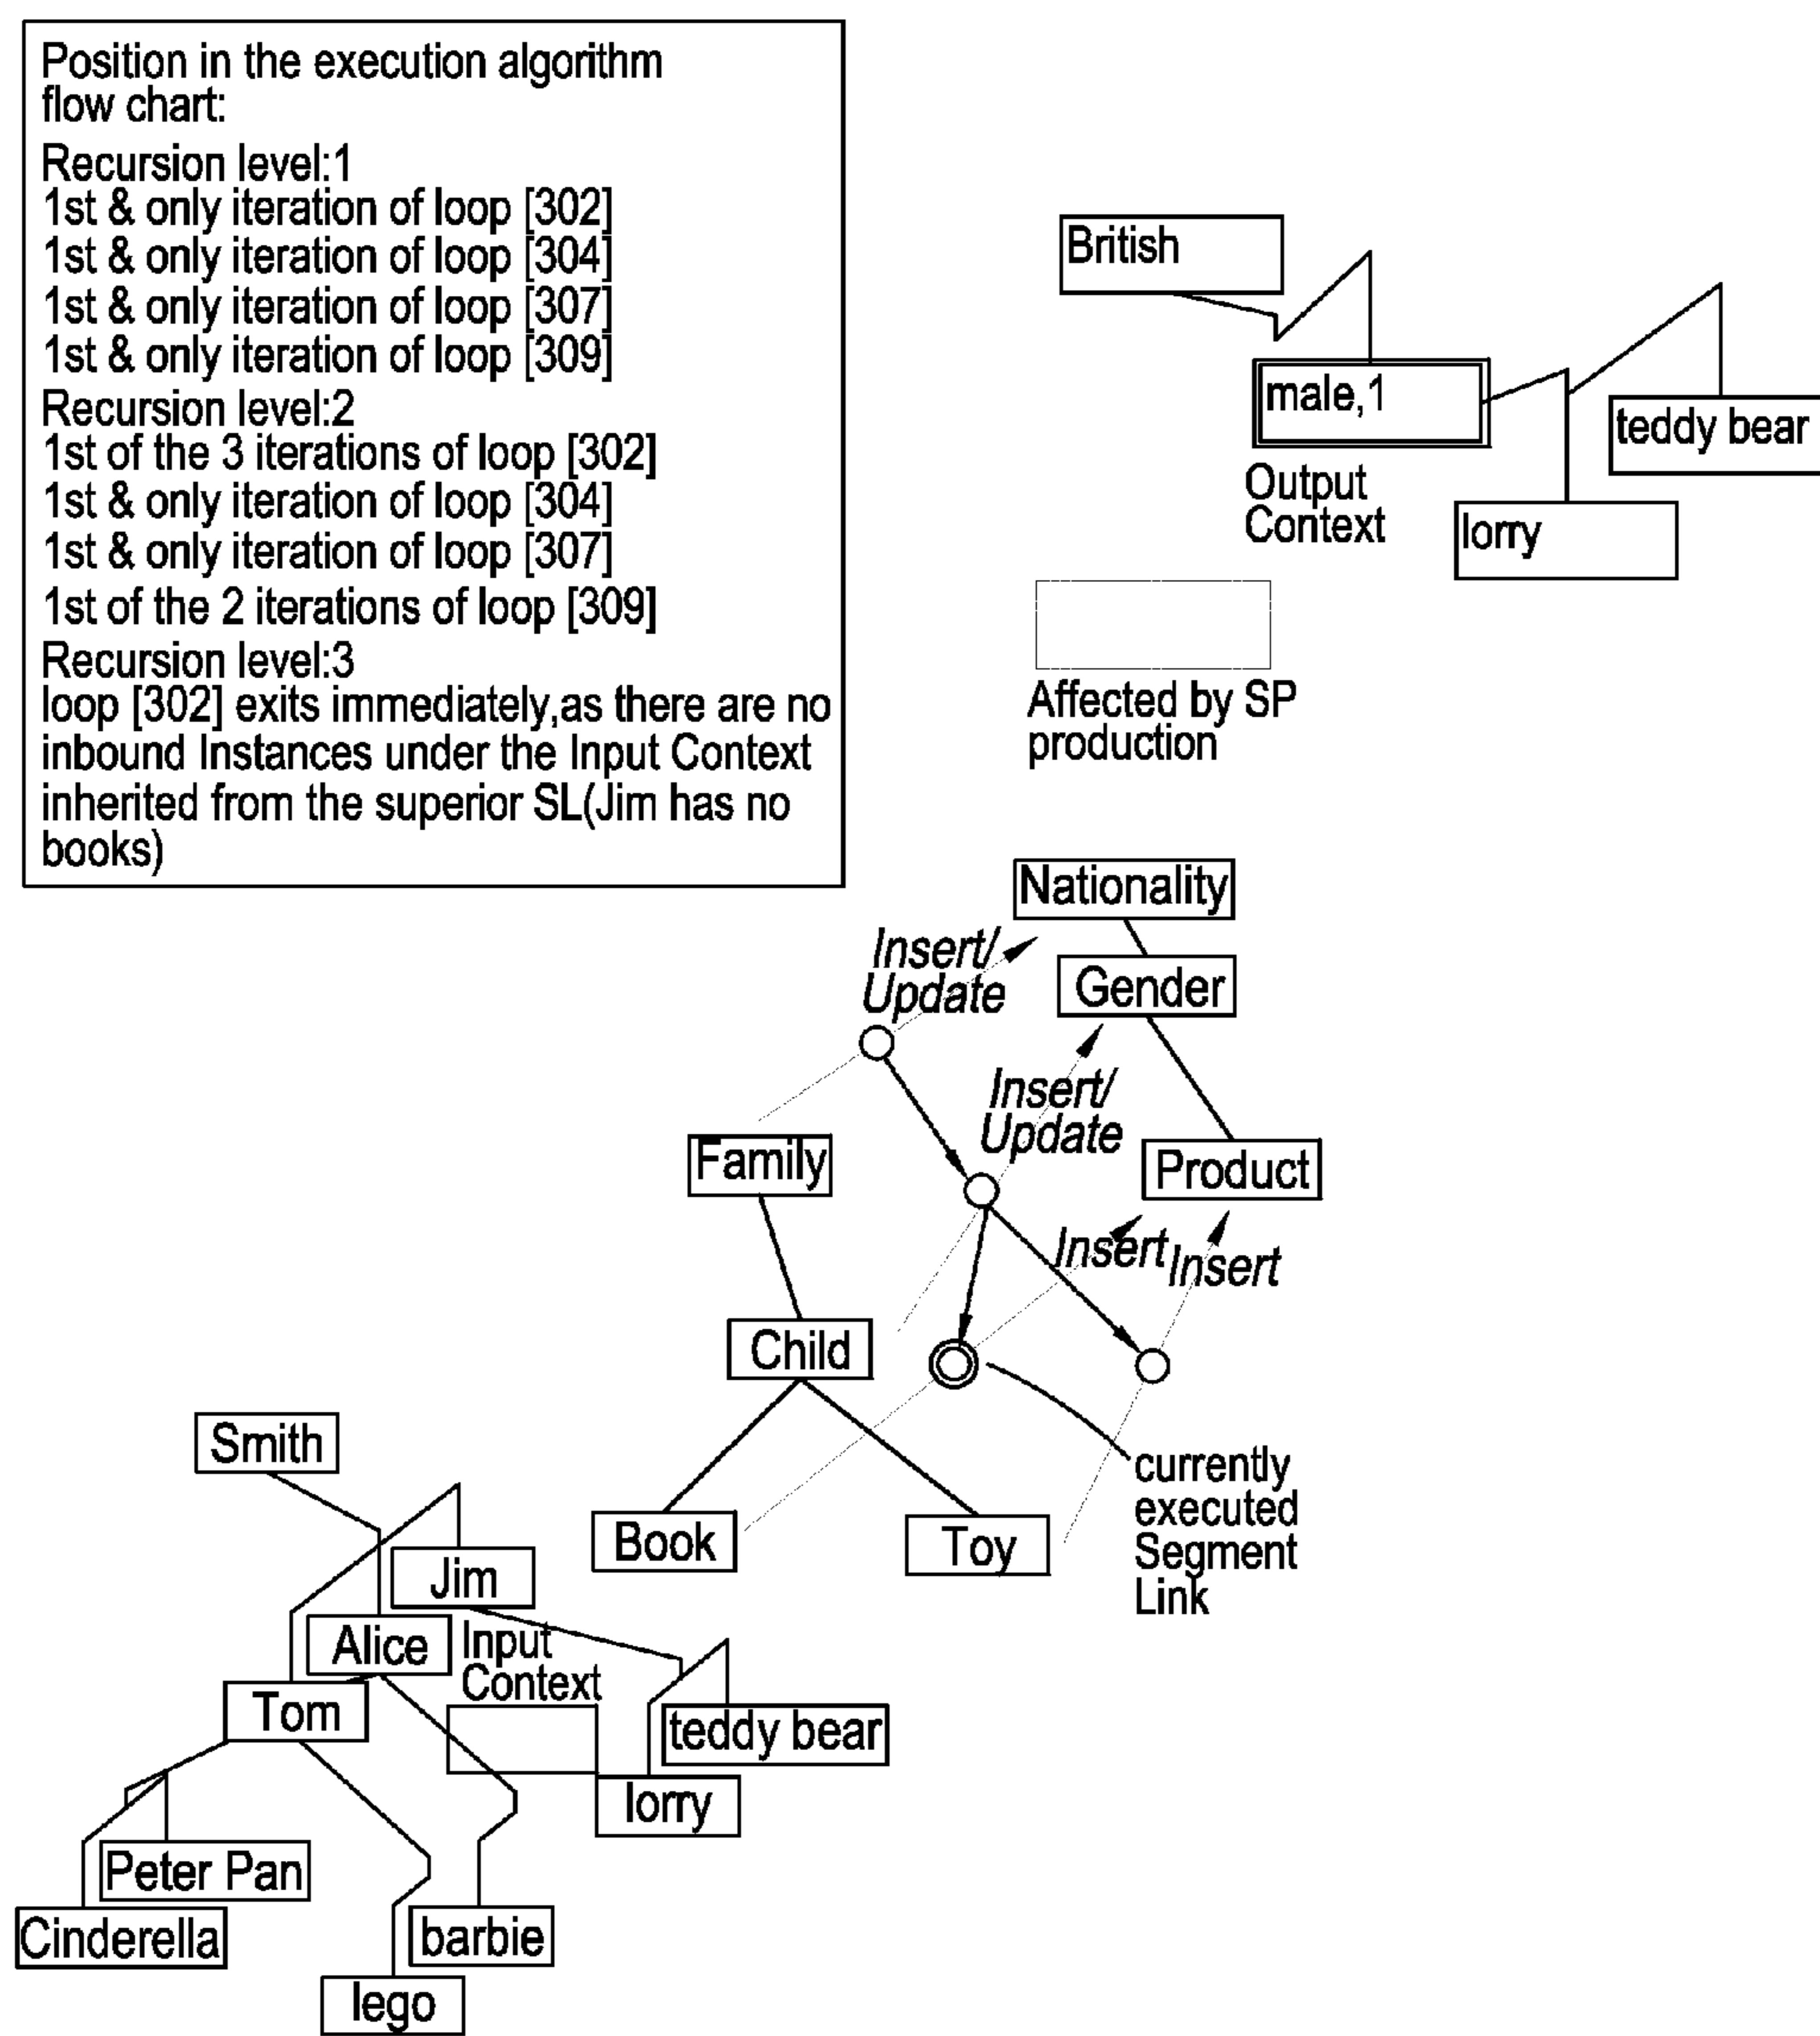 Position in the execution algorithm
flow chart:
Recursion level:1
1st & only iteration of loop [302]
1st & only iteration of loop [304]
1st & only iteration of loop [307]
1st & only iteration of loop [309]
Recursion level:2
1st of the 3 iterations of loop [302]
1st & only iteration of loop [304]
1st & only iteration of loop [307]
1st of the 2 iterations of loop [309]
Recursion level:3
loop [302] exits immediately,as there are no
inbound Instances under the Input Context
inherited from the superior SL(Jim has no
books)
British
male,1
teddy bear
Output
Context
lorry
Affected by SP
production
Nationality
Insert/
Update
Gender
Insert/
Update
Family
Product
Insert
Insert
Child
currently
executed
Segment
Link
Book
Toy
Smith
Jim
Alice
Input
Context
Tom
teddy bear
lorry
Peter Pan
Cinderella
barbie
lego